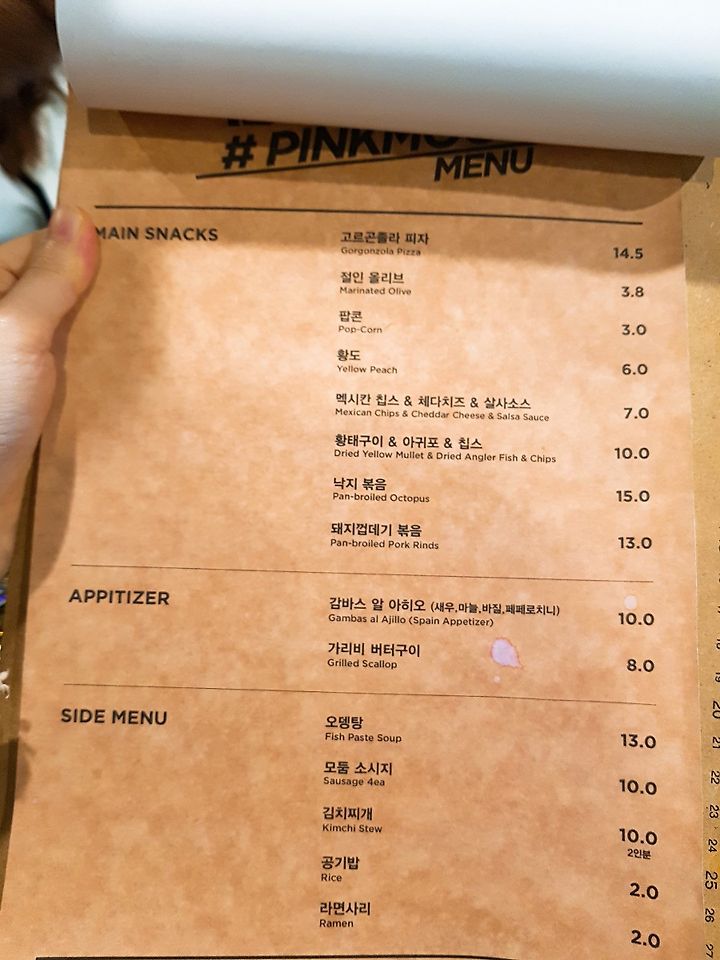 # PINKMOO
MENU
MAIN SNACKS
고르곤졸라 피자
Gorgonzola Pizza
14.5
절인 올리브
Marinated Olive
3.8
팝콘
Pop-Corn
3.0
황도
Yellow Peach
6.0
멕시칸 칩스 & 체다치즈 & 살사소스
Mexican Chips & Cheddar Cheese & Salsa Sauce
7.0
황태구이 & 아귀포 & 칩스
Dried Yellow Mullet & Dried Angler Fish & Chips
10.0
낙지 볶음
Pan-broiled Octopus
15.0
돼지껍데기 볶음
Pan-broiled Pork Rinds
13.0
APPITIZER
감바스 알 아히오 (새우,마늘,바질,페페로치니)
Gambas al Ajillo (Spain Appetizer)
10.0
가리비 버터구이
Grilled Scallop
8.0
SIDE MENU
오뎅탕
Fish Paste Soup
13.0
모둠 소시지
Sausage 4ea
10.0
김치찌개
Kimchi Stew
10.0
2인분
공기밥
Rice
2.0
라면사리
Ramen
2.0
20
21
22
23
24
25
26
27